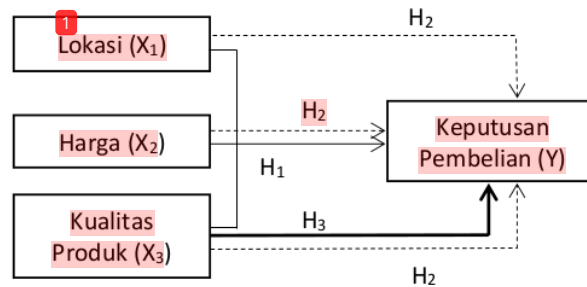 1
Lokasi (X₁)
H₂
Harga (X₂)
H₂
H₁
Keputusan
Pembelian (Y)
Kualitas
Produk (X₃)
H₃
H₂